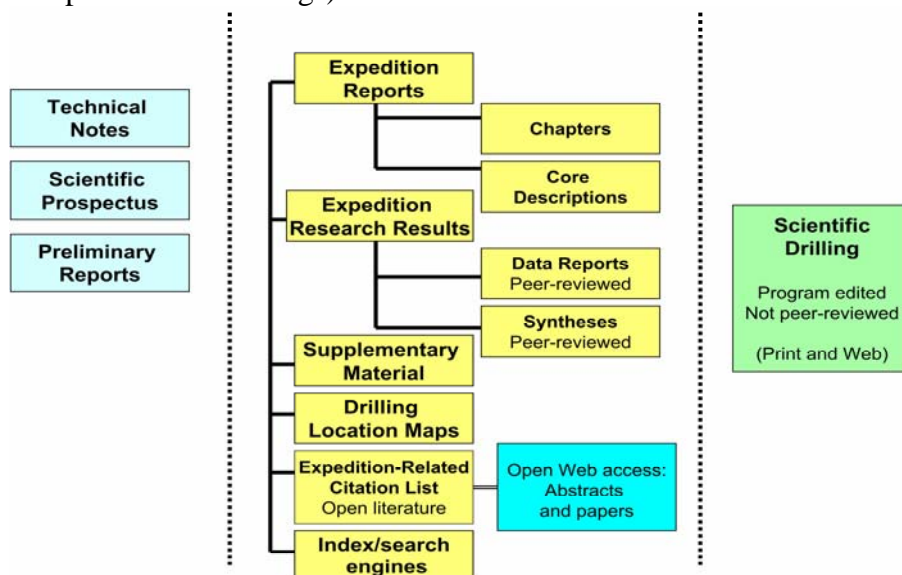 Technical
Notes
Scientific
Prospectus
Preliminary
Reports
Expedition
Reports
Chapters
Core
Descriptions
Expedition
Research Results
Data Reports
Peer-reviewed
Syntheses
Peer-reviewed
Supplementary
Material
Drilling
Location Maps
Expedition-Related
Citation List
Open literature
Open Web access:
Abstracts
and papers
Index/search
engines
Scientific
Drilling
Program edited
Not peer-reviewed
(Print and Web)